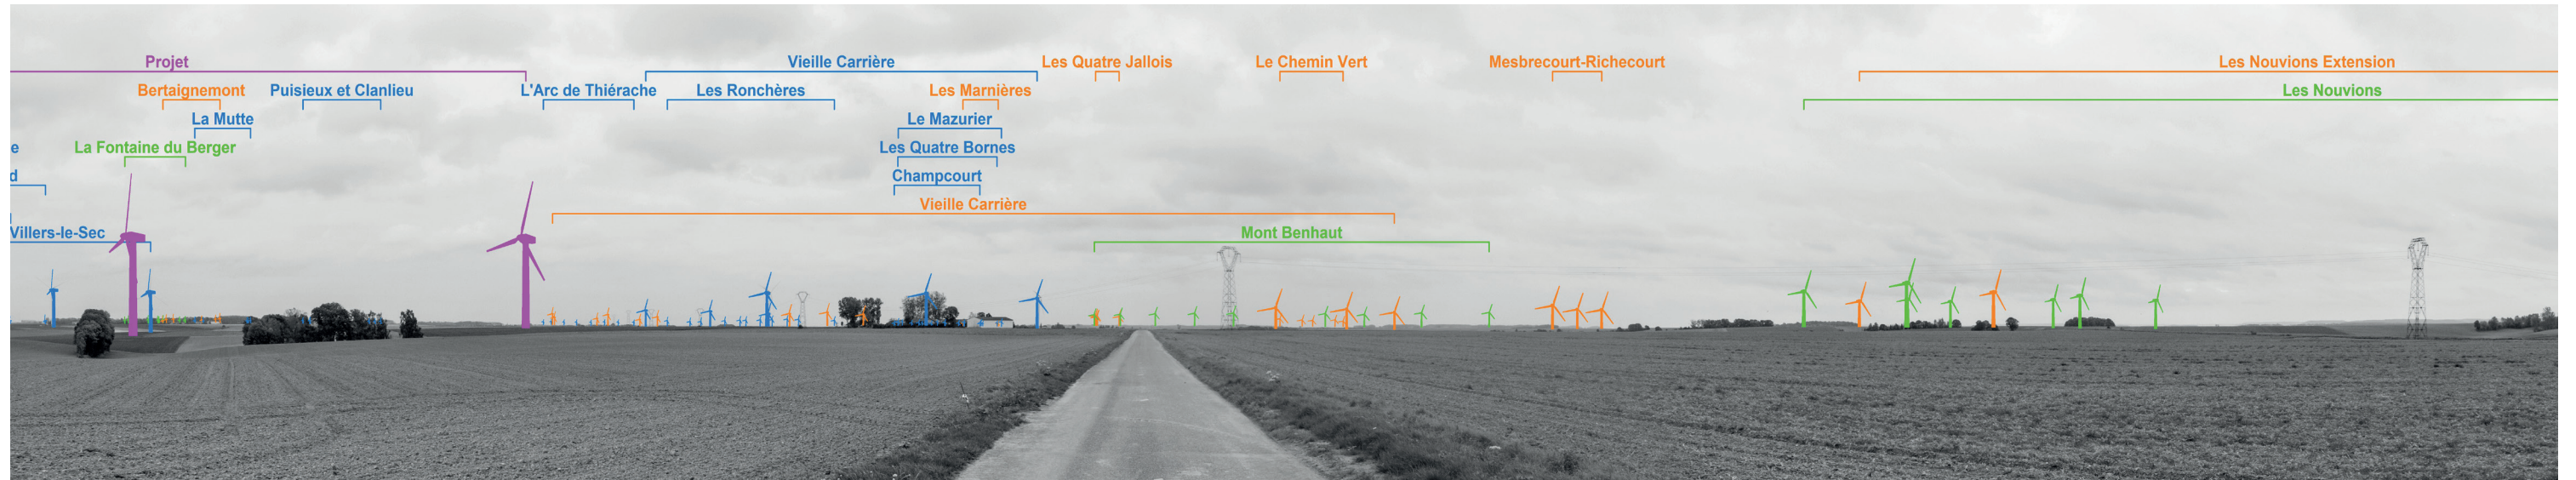 Projet
Vieille Carrière
Les Quatre Jallois
Le Chemin Vert
Mesbrecourt-Richecourt
Les Nouvions Extension
Bertaignemont
Puisieux et Clanlieu
L'Arc de Thiérache
Les Ronchères
Les Marnières
Les Nouvions
La Mutte
Le Mazurier
e
La Fontaine du Berger
Les Quatre Bornes
d
Champcourt
Vieille Carrière
Villers-le-Sec
Mont Benhaut